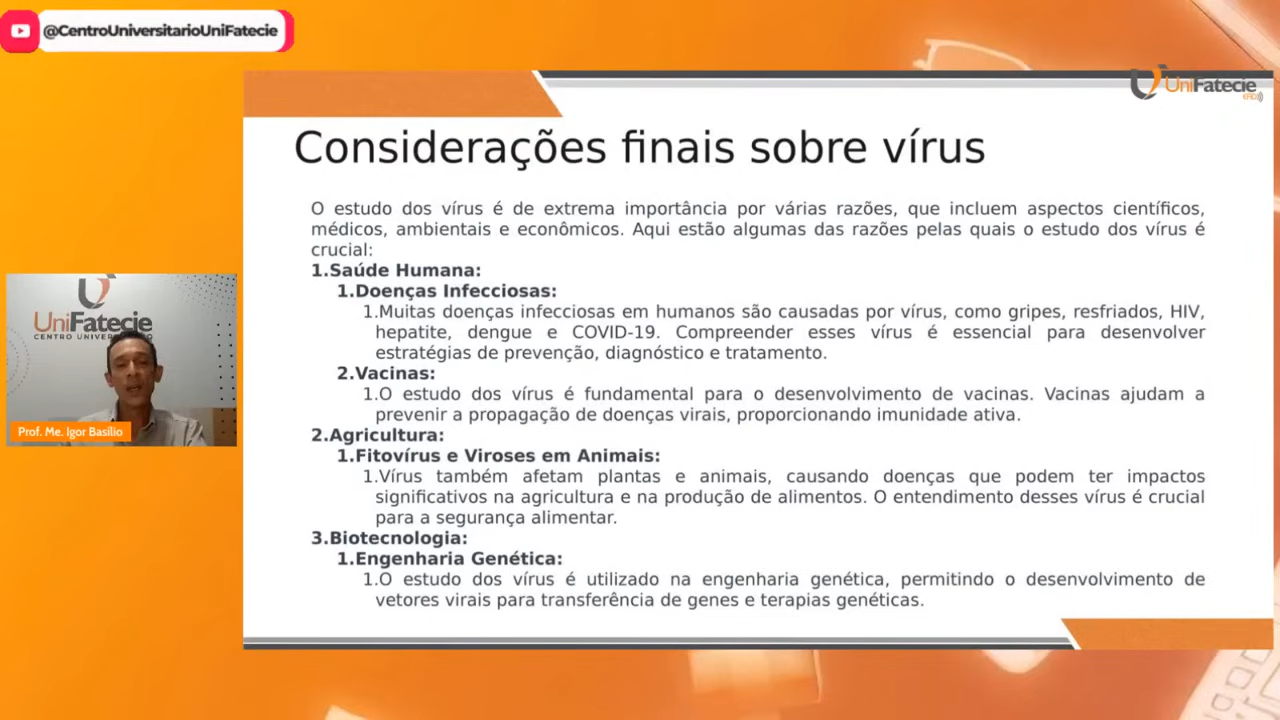 @CentroUniversitarioUniFatecie
UniFatecie
EAD
Considerações finais sobre vírus
O estudo dos vírus é de extrema importância por várias razões, que incluem aspectos científicos,
médicos, ambientais e econômicos. Aqui estão algumas das razões pelas quais o estudo dos vírus é
crucial:
1.Saúde Humana:
1.Doenças Infecciosas:
1.Muitas doenças infecciosas em humanos são causadas por vírus, como gripes, resfriados, HIV,
hepatite, dengue e COVID-19. Compreender esses vírus é essencial para desenvolver
estratégias de prevenção, diagnóstico e tratamento.
2.Vacinas:
1.O estudo dos vírus é fundamental para o desenvolvimento de vacinas. Vacinas ajudam a
prevenir a propagação de doenças virais, proporcionando imunidade ativa.
2.Agricultura:
1.Fitovírus e Viroses em Animais:
1.Vírus também afetam plantas e animais, causando doenças que podem ter impactos
significativos na agricultura e na produção de alimentos. O entendimento desses vírus é crucial
para a segurança alimentar.
3.Biotecnologia:
1.Engenharia Genética:
1.O estudo dos vírus é utilizado na engenharia genética, permitindo o desenvolvimento de
vetores virais para transferência de genes e terapias genéticas.
UniFatecie
CENTRO UNIVERSITÁRIO
Prof. Me. Igor Basílio